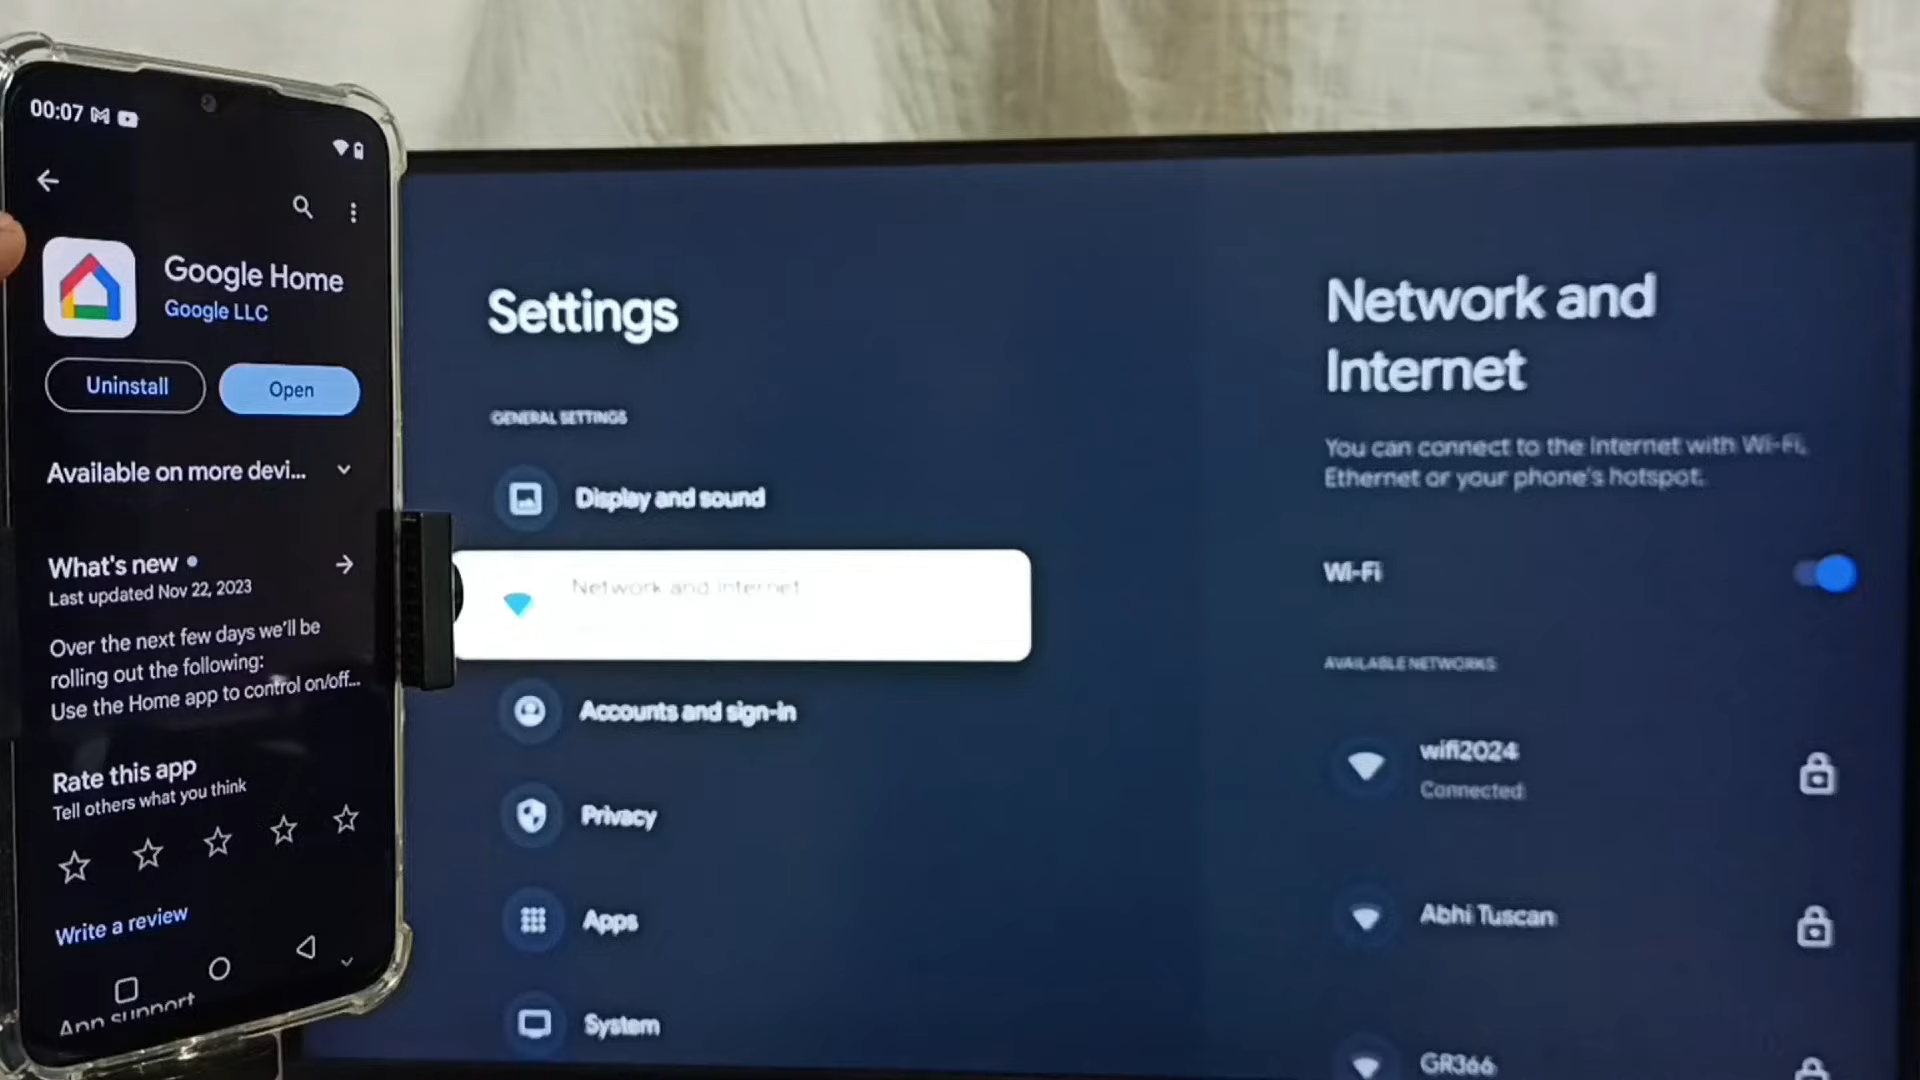 00:07
Google Home
Google LLC
Uninstall
Open
Available on more devi...
What's new
Last updated Nov 22, 2023
Over the next few days we'll be
rolling out the following:
Use the Home app to control on/off...
Rate this app
Tell others what you think
Write a review
App support
Settings
GENERAL SETTINGS
Display and sound
Network and Internet
Accounts and sign-in
Privacy
Apps
System
Network and
Internet
You can connect to the Internet with Wi-Fi,
Ethernet or your phone's hotspot.
Wi-Fi
AVAILABLE NETWORKS
wifi2024
Connected
Abhi Tuscan
GR366